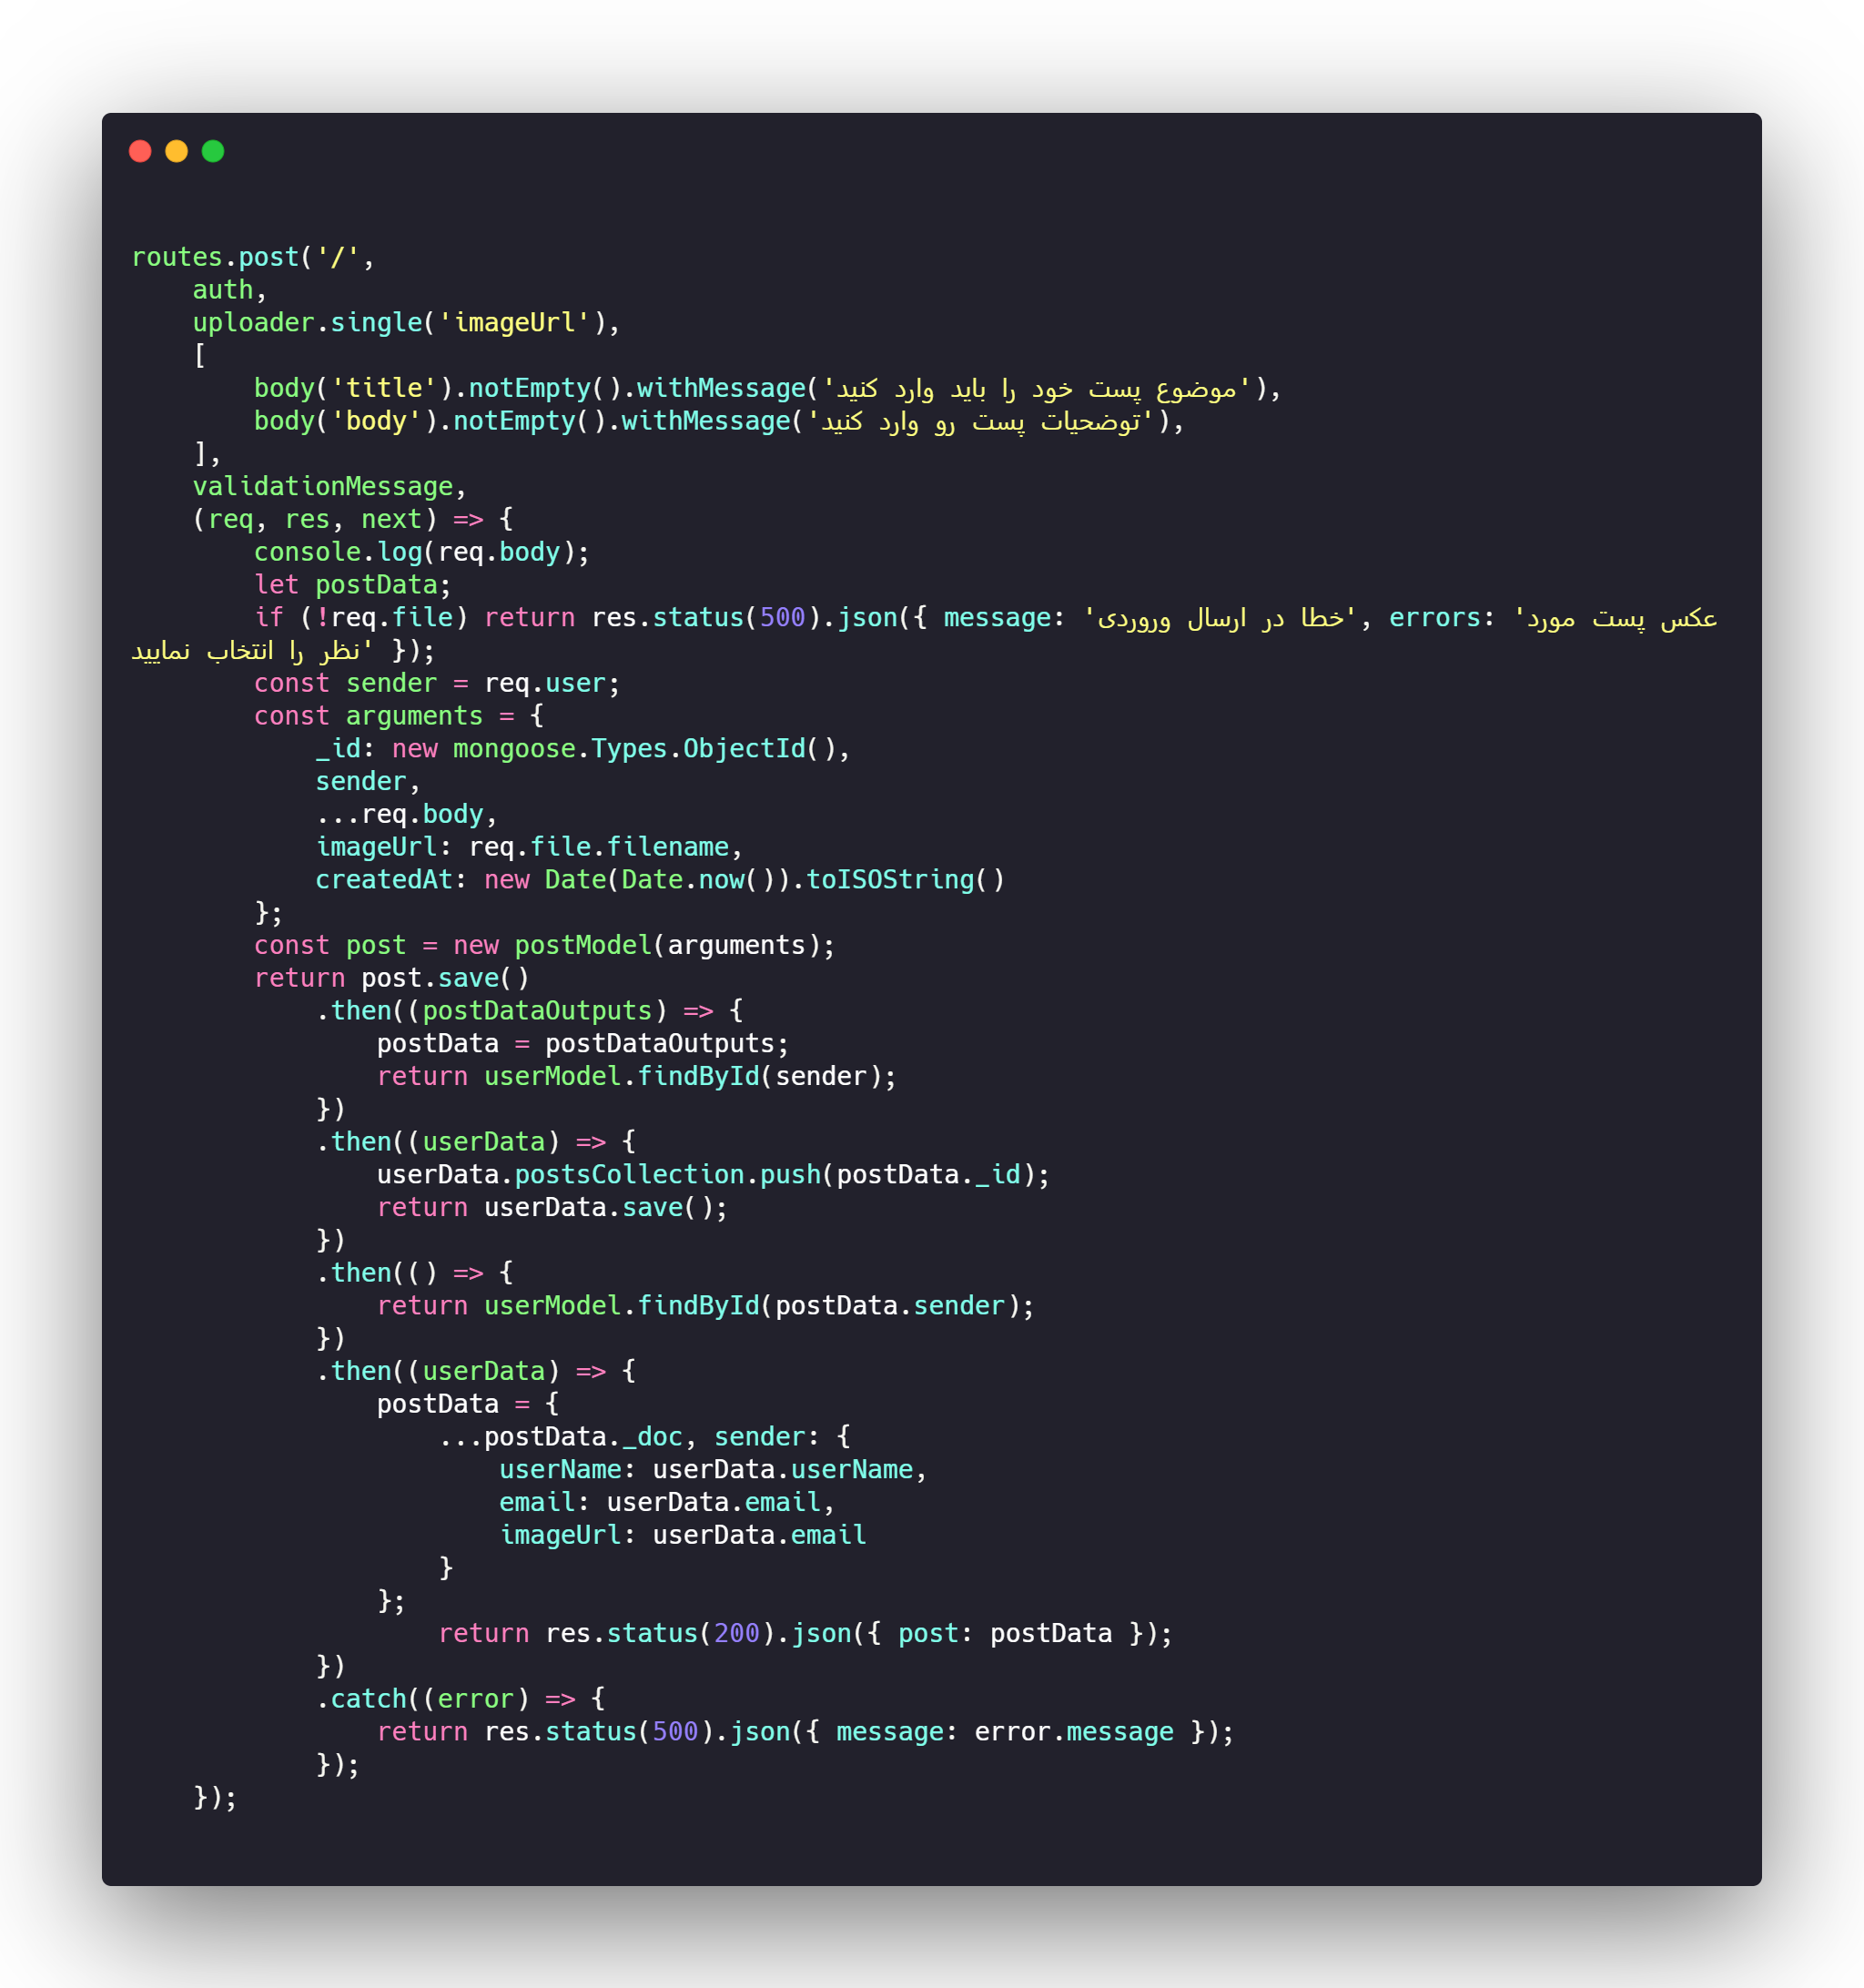 routes.post('/',
    auth,
    uploader.single('imageUrl'),
    [
        body('title').notEmpty().withMessage('موضوع پست خود را باید وارد کنید'),
        body('body').notEmpty().withMessage('توضحیات پست رو وارد کنید'),
    ],
    validationMessage,
    (req, res, next) => {
        console.log(req.body);
        let postData;
        if (!req.file) return res.status(500).json({ message: 'خطا در ارسال وروردی', errors: 'عکس پست مورد
نظر را انتخاب نمایید' });
        const sender = req.user;
        const arguments = {
            _id: new mongoose.Types.ObjectId(),
            sender,
            ...req.body,
            imageUrl: req.file.filename,
            createdAt: new Date(Date.now()).toISOString()
        };
        const post = new postModel(arguments);
        return post.save()
            .then((postDataOutputs) => {
                postData = postDataOutputs;
                return userModel.findById(sender);
            })
            .then((userData) => {
                userData.postsCollection.push(postData._id);
                return userData.save();
            })
            .then(() => {
                return userModel.findById(postData.sender);
            })
            .then((userData) => {
                postData = {
                    ...postData._doc, sender: {
                        userName: userData.userName,
                        email: userData.email,
                        imageUrl: userData.email
                    }
                };
                    return res.status(200).json({ post: postData });
            })
            .catch((error) => {
                return res.status(500).json({ message: error.message });
            });
    });